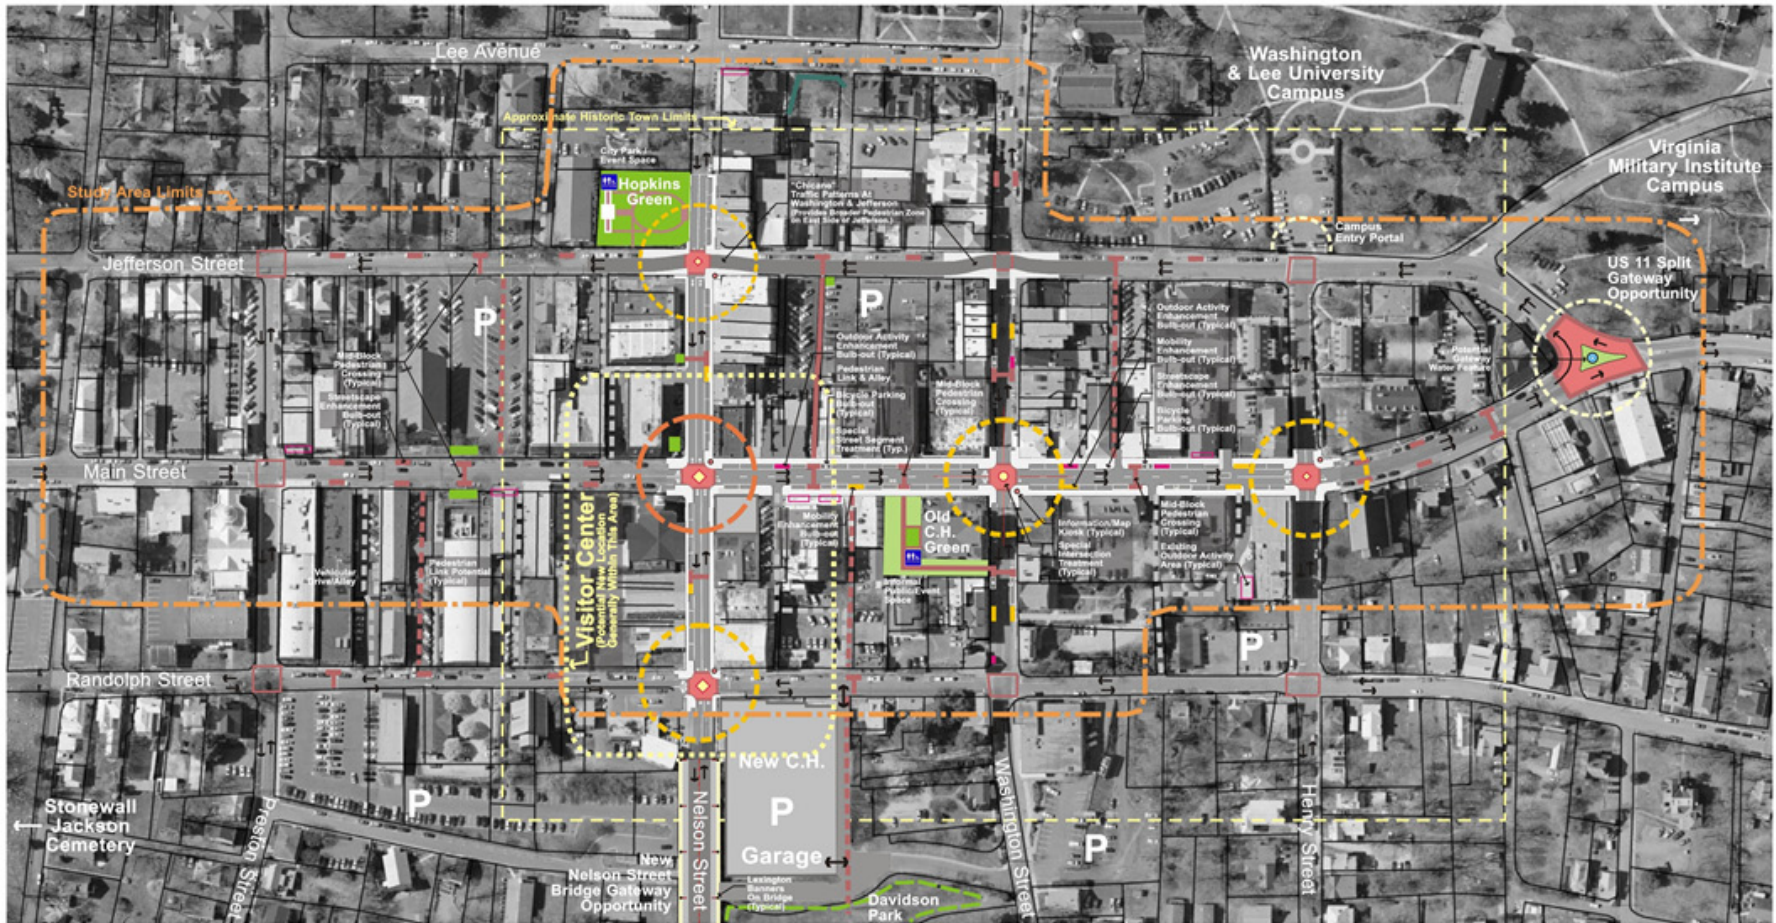 Lee Avenue
Washington
& Lee University
Campus
Approximate Historic Town Limits
City Park /
Event Space
Virginia
Military Institute
Campus
Study Area Limits
Hopkins
Green
"Chicane"
Traffic Patterns At
Washington & Jefferson
(Provides Broader Pedestrian Zone
on East Side of Jefferson.)
Campus
Entry Portal
Jefferson Street
US 11 Split
Gateway
Opportunity
P
P
Outdoor Activity
Enhancement
Bulb-out (Typical)
Outdoor Activity
Enhancement
Bulb-out (Typical)
Mid-Block
Pedestrian
Crossing
(Typical)
Streetscape
Enhancement
Bulb-out
(Typical)
Pedestrian
Link & Alley
Bicycle Parking
Bulb-out
(Typical)
Special
Street Segment
Treatment (Typ.)
Mid-Block
Pedestrian
Crossing
(Typical)
Mobility
Enhancement
Bulb-out (Typical)
Streetscape
Enhancement
Bulb-out (Typical)
Bicycle
Parking
Bulb-out (Typical)
Potential
Gateway
Water Feature
Main Street
Visitor Center
(Potential New Location
Generally Within This Area)
Mobility
Enhancement
Bulb-out
(Typical)
Old
C.H.
Green
Information/Map
Kiosk (Typical)
Special
Intersection
Treatment
(Typical)
Mid-Block
Pedestrian
Crossing
(Typical)
Existing
Outdoor Activity
Area (Typical)
Vehicular
Drive/Alley
Pedestrian
Link Potential
(Typical)
Informal
Public/Event
Space
P
Randolph Street
New C.H.
P
Garage
P
P
Stonewall
Jackson
Cemetery
Preston Street
Nelson Street
Washington Street
Henry Street
New
Nelson Street
Bridge Gateway
Opportunity
Lexington
Banners
On Bridge
(Typical)
Davidson
Park